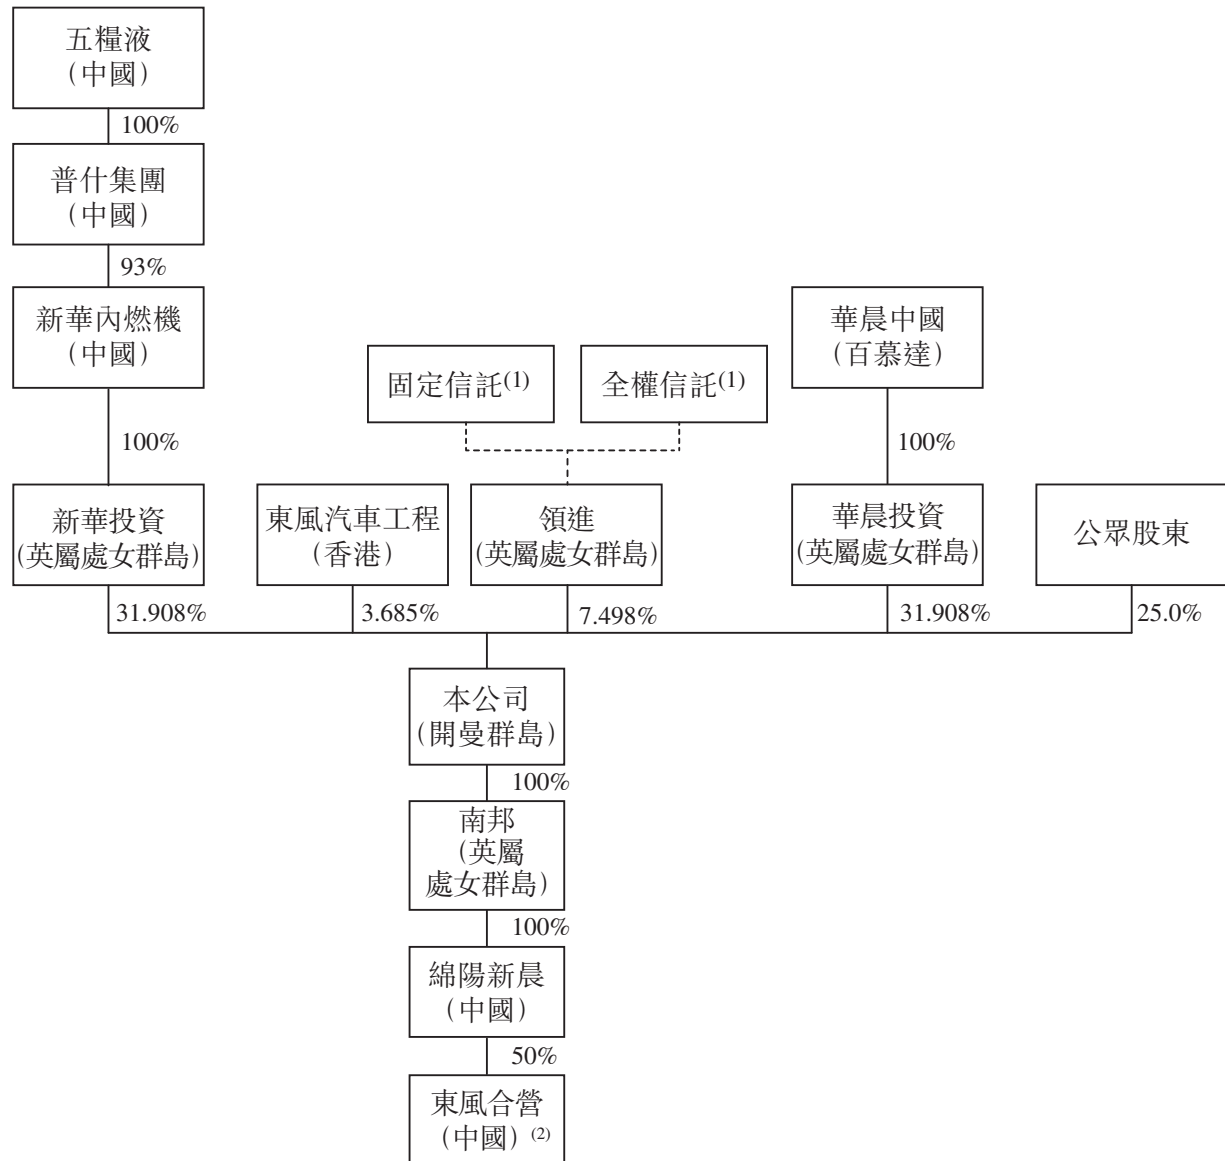 五糧液
(中國)
100%
普什集團
(中國)
93%
新華內燃機
(中國)
華晨中國
(百慕達)
固定信託(1)
全權信託(1)
100%
100%
新華投資
(英屬處女群島)
東風汽車工程
(香港)
領進
(英屬處女群島)
華晨投資
(英屬處女群島)
公眾股東
31.908%
3.685%
7.498%
31.908%
25.0%
本公司
(開曼群島)
100%
南邦
(英屬
處女群島)
100%
綿陽新晨
(中國)
50%
東風合營
(中國)(2)